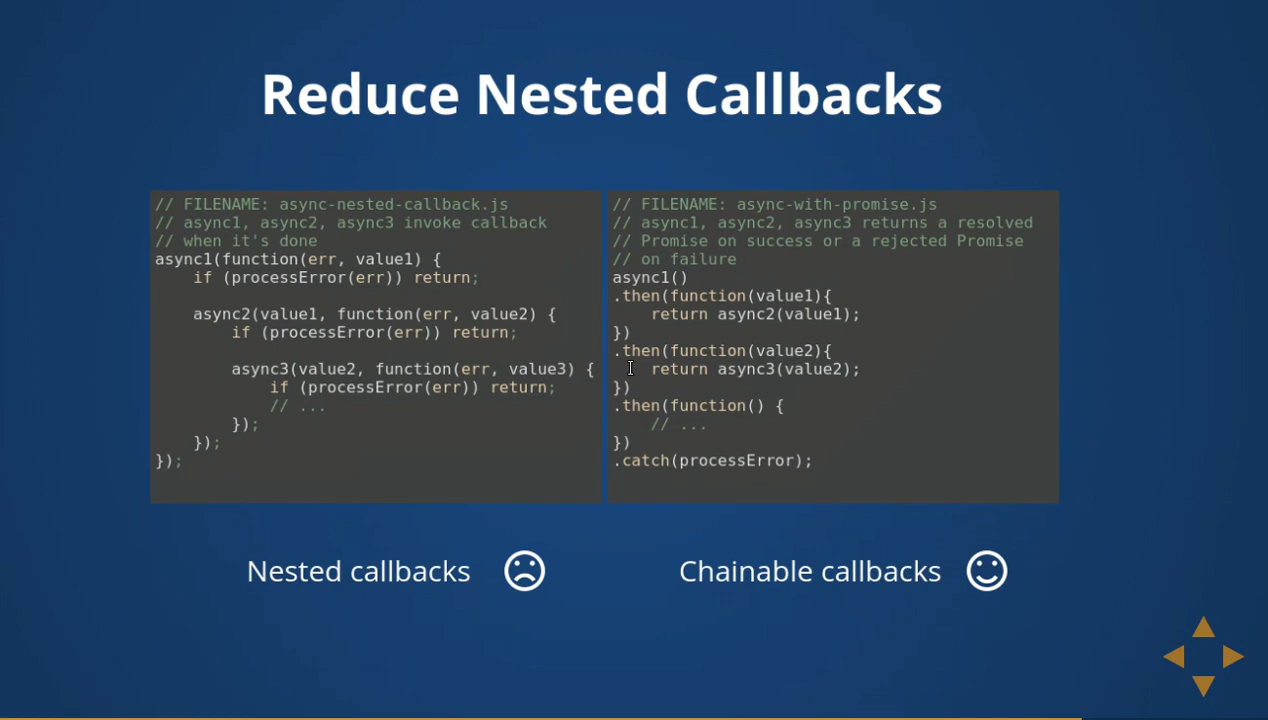 Reduce Nested Callbacks
// FILENAME: async-nested-callback.js
// async1, async2, async3 invoke callback
// when it's done
async1(function(err, value1) {
    if (processError(err)) return;

    async2(value1, function(err, value2) {
        if (processError(err)) return;

        async3(value2, function(err, value3) {
            if (processError(err)) return;
            // ...
        });
    });
});
// FILENAME: async-with-promise.js
// async1, async2, async3 returns a resolved
// Promise on success or a rejected Promise
// on failure
async1()
.then(function(value1){
    return async2(value1);
})
.then(function(value2){
    return async3(value2);
})
.then(function() {
    // ...
})
.catch(processError);
Nested callbacks
Chainable callbacks